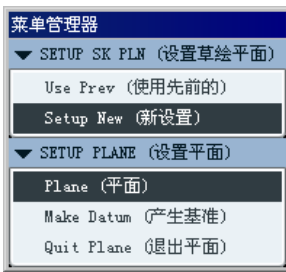 菜单管理器
SETUP SK PLN (设置草绘平面)
Use Prev (使用先前的)
Setup New (新设置)
SETUP PLANE (设置平面)
Plane (平面)
Make Datum (产生基准)
Quit Plane (退出平面)